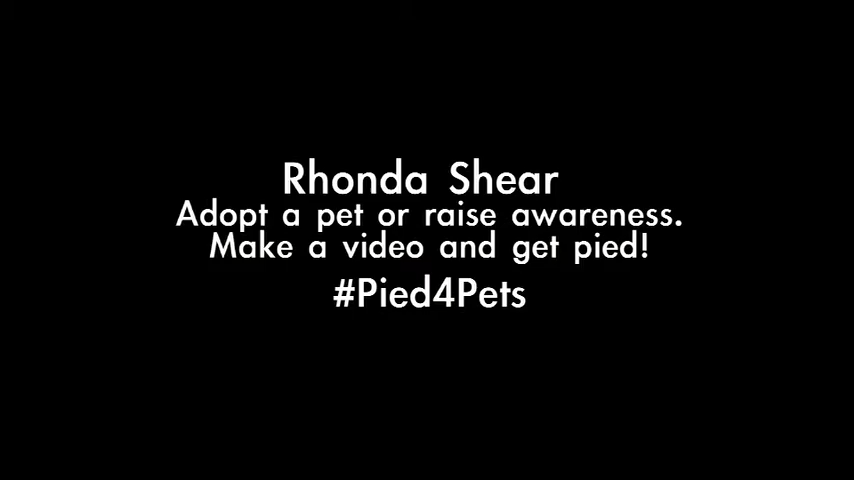 Rhonda Shear
Adopt a pet or raise awareness.
Make a video and get pied!
#Pied4Pets